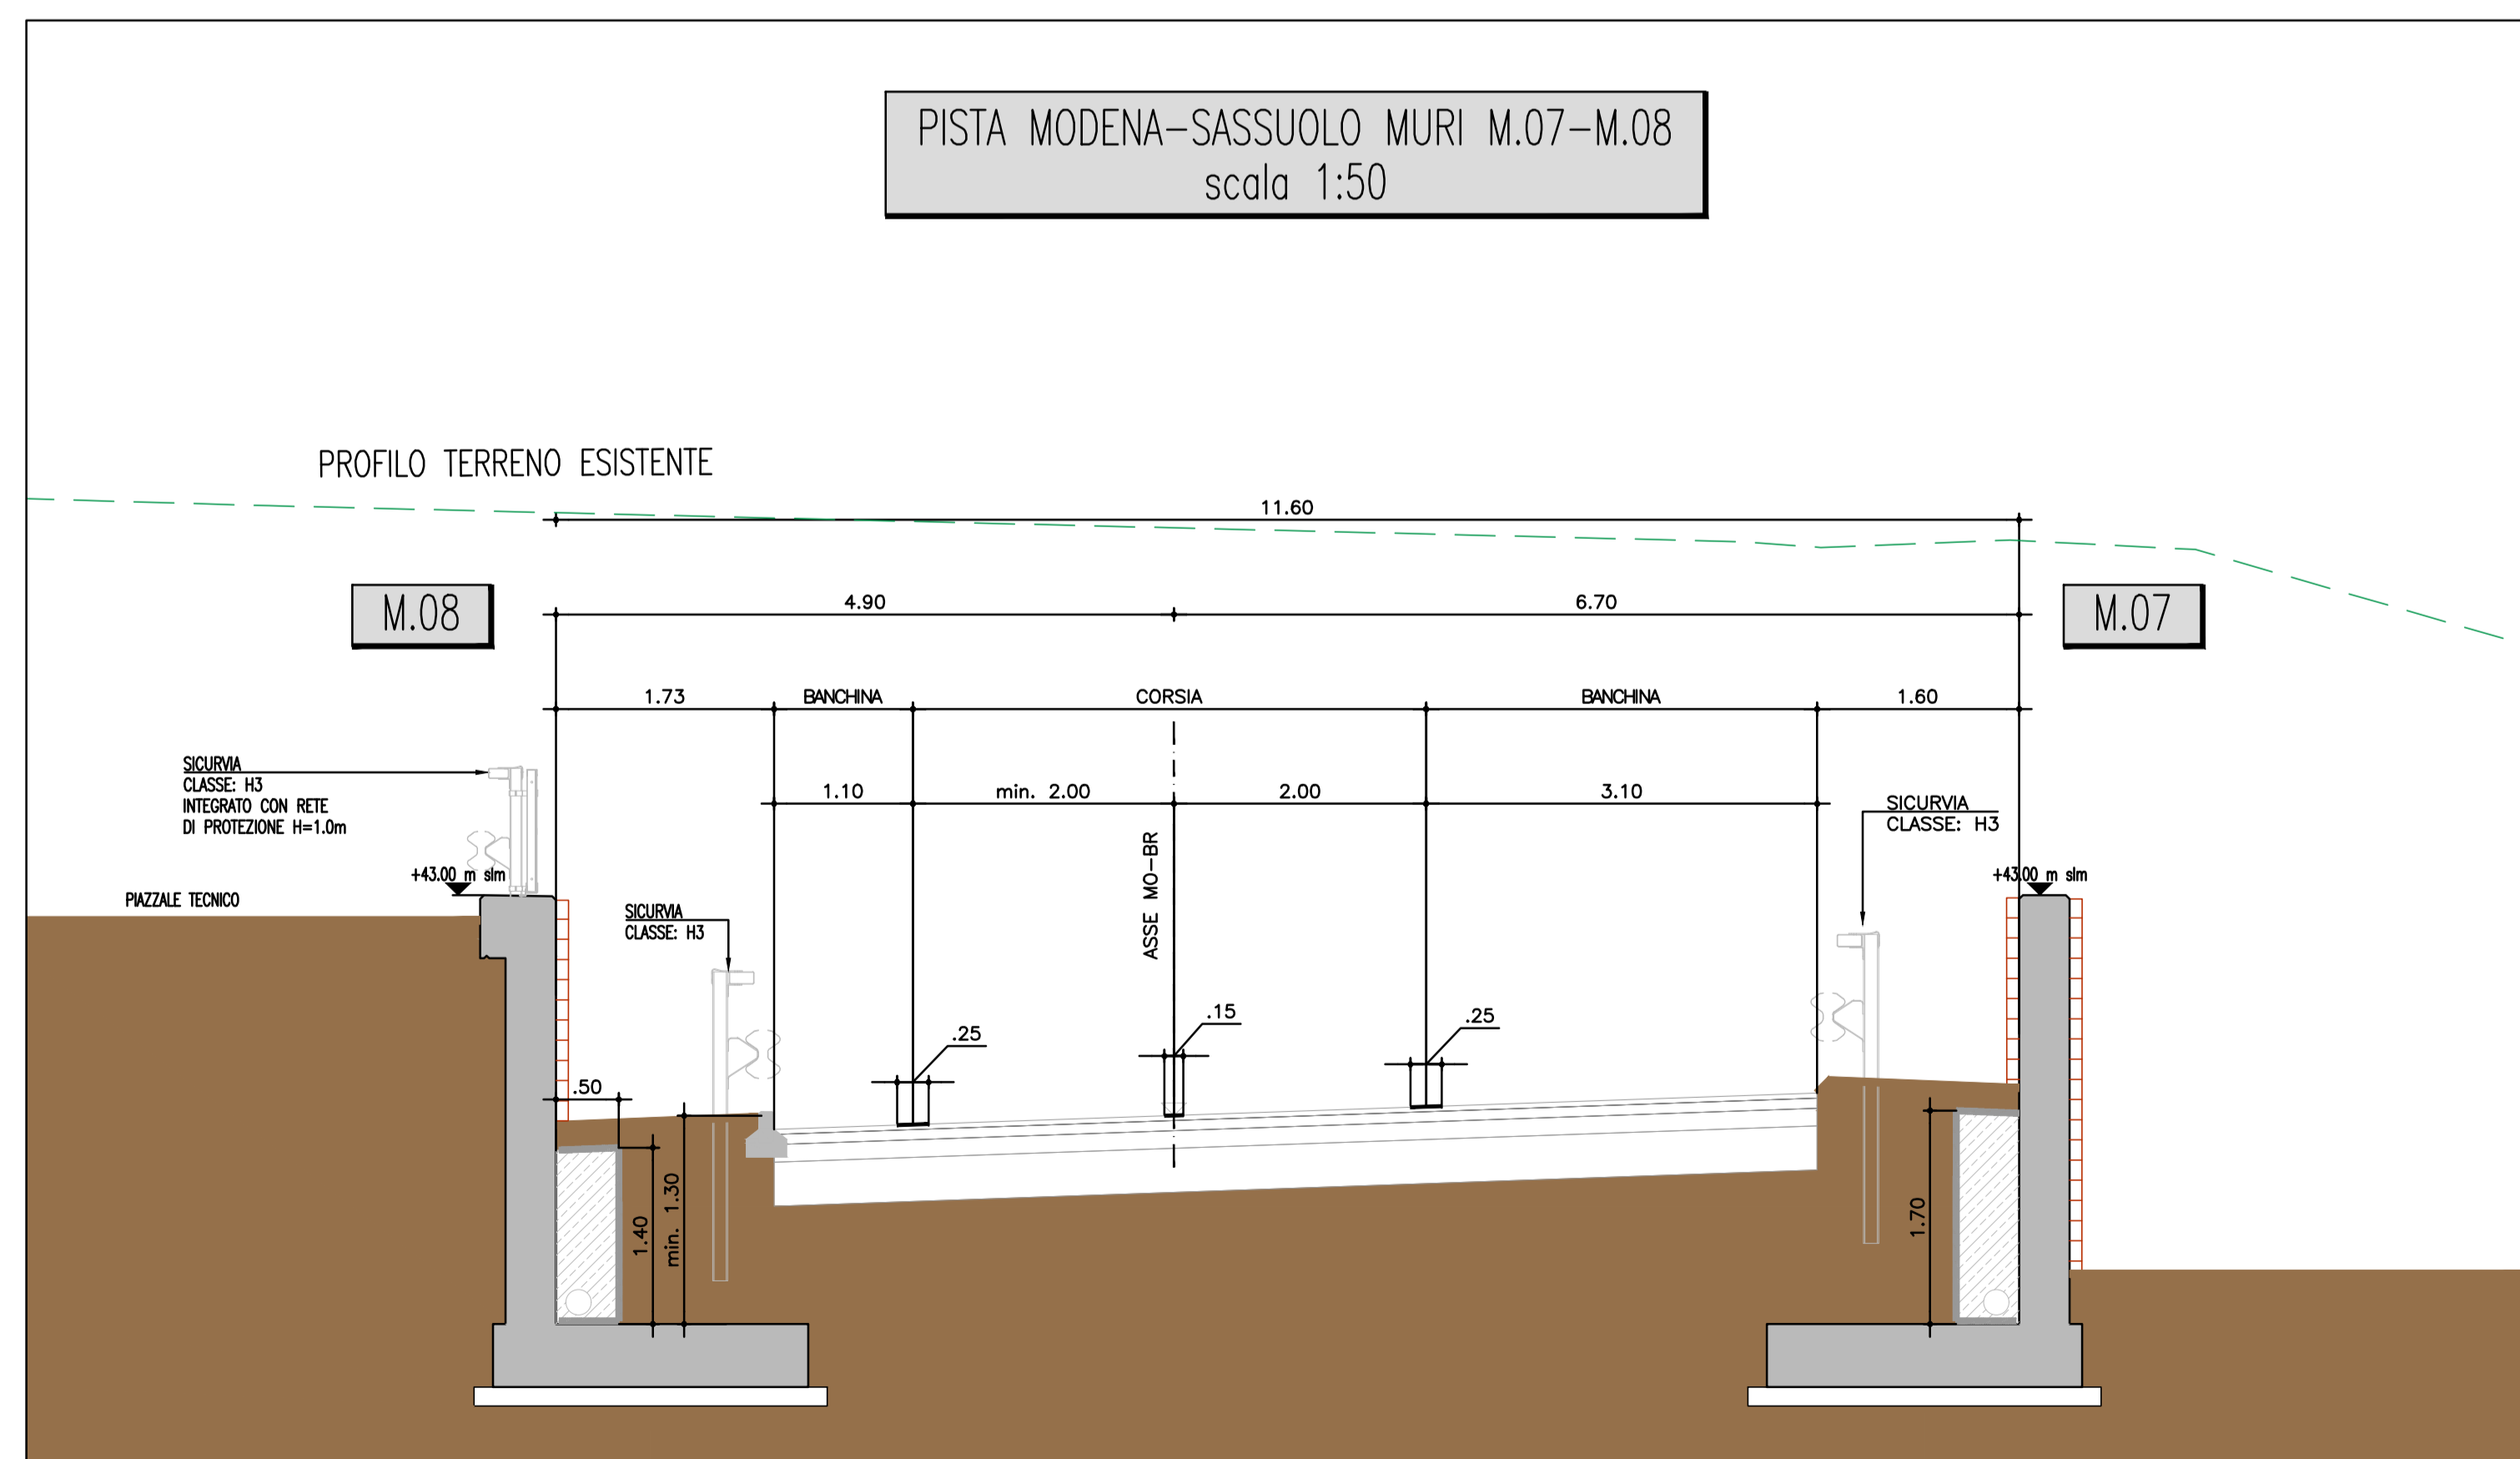 PISTA MODENA-SASSUOLO MURI M.07-M.08
scala 1:50
PROFILO TERRENO ESISTENTE
11.60
M.08
4.90
6.70
M.07
1.73
BANCHINA
CORSIA
BANCHINA
1.60
SICURVIA
CLASSE: H3
INTEGRATO CON RETE
DI PROTEZIONE H=1.0m
1.10
min. 2.00
2.00
3.10
SICURVIA
CLASSE: H3
ASSE MO-BR
+43.00 m slm
+43.00 m slm
PIAZZALE TECNICO
SICURVIA
CLASSE: H3
.25
.15
.25
.50
1.40
min. 1.30
1.70